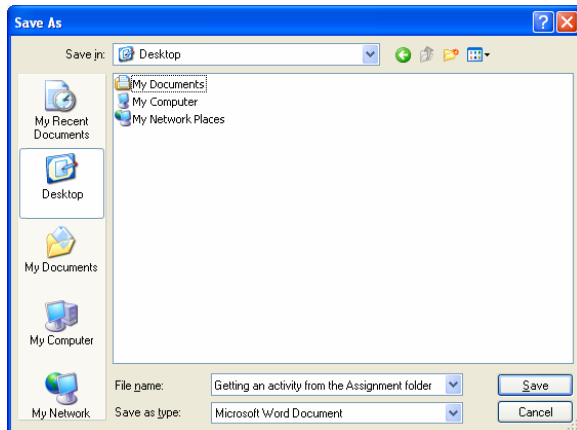 Save As
Save in: Desktop
My Documents
My Computer
My Network Places
My Recent
Documents
Desktop
My Documents
My Computer
My Network
File name: Getting an activity from the Assignment folder Save
Save as type: Microsoft Word Document Cancel